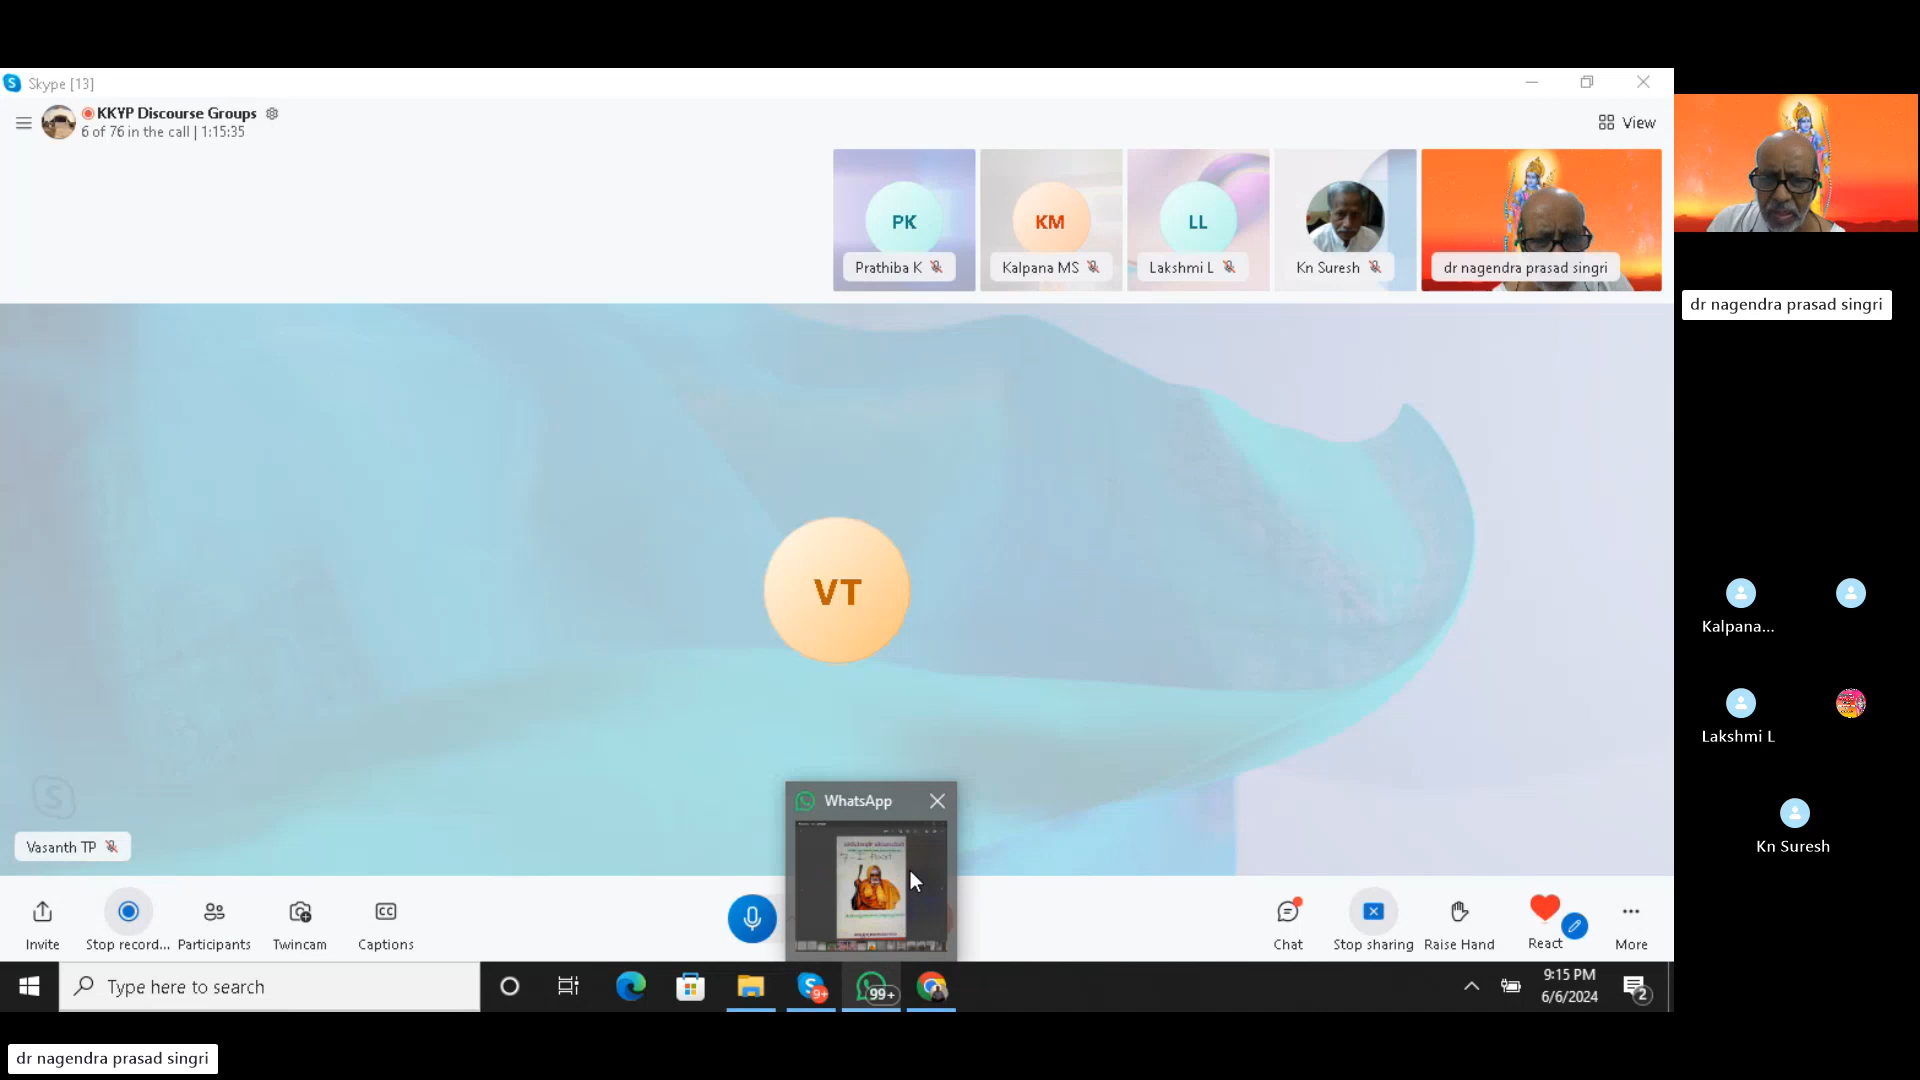 Skype [13]
KKYP Discourse Groups
6 of 76 in the call | 1:15:35
View
PK
KM
LL
Prathiba K
Kalpana MS
Lakshmi L
Kn Suresh
dr nagendra prasad singri
dr nagendra prasad singri
VT
Kalpana...
Lakshmi L
Kn Suresh
WhatsApp
Vasanth TP
Invite
Stop record...
Participants
Twincam
CC
Captions
Chat
Stop sharing
Raise Hand
React
More
Type here to search
9+
99+
9:15 PM
6/6/2024
2
dr nagendra prasad singri